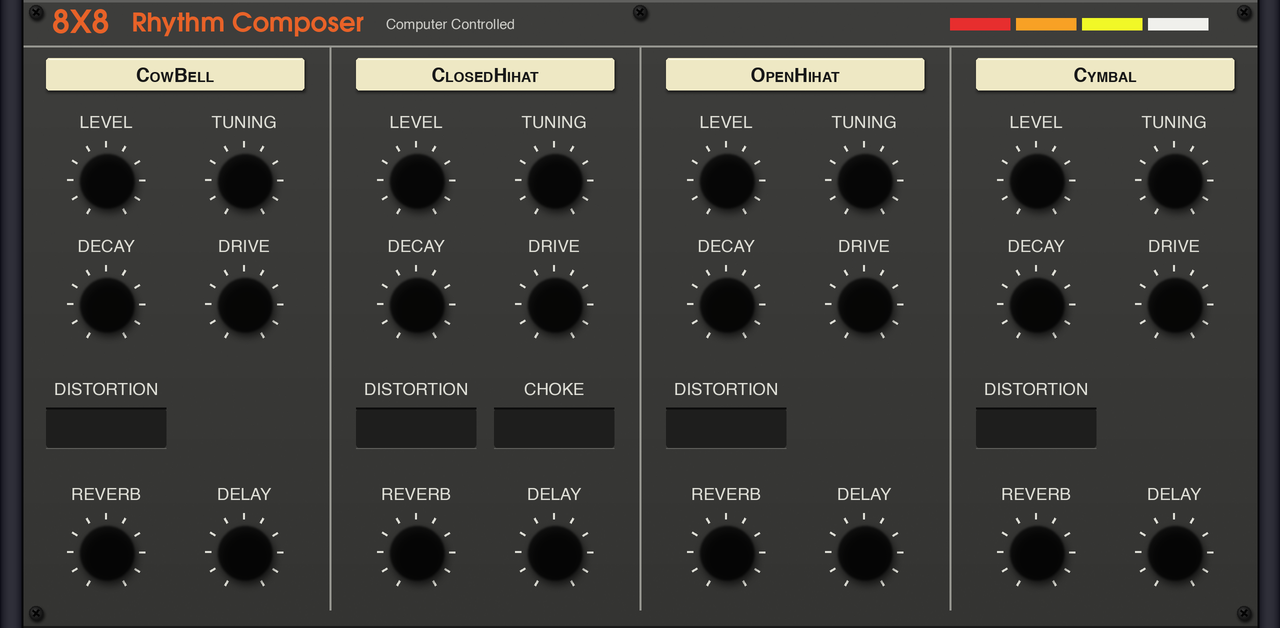 8X8 Rhythm Composer Computer Controlled
CowBell ClosedHihat OpenHihat Cymbal
LEVEL TUNING LEVEL TUNING LEVEL TUNING LEVEL TUNING
DECAY DRIVE DECAY DRIVE DECAY DRIVE DECAY DRIVE
DISTORTION DISTORTION CHOKE DISTORTION DISTORTION
REVERB DELAY REVERB DELAY REVERB DELAY REVERB DELAY